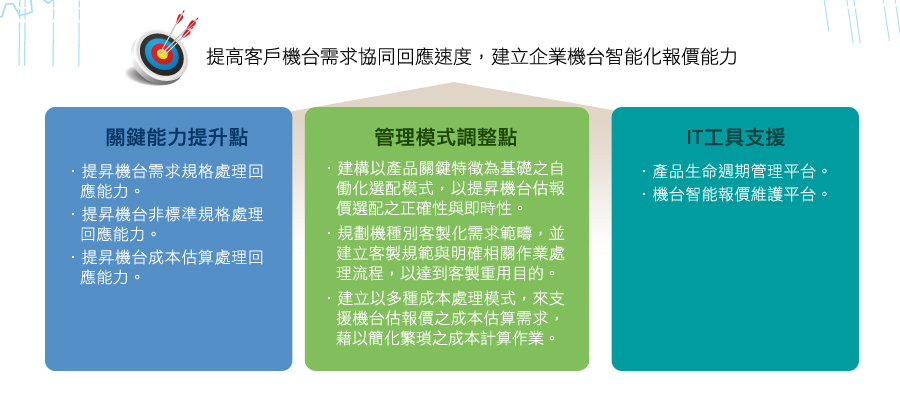 提高客戶機台需求協同回應速度，建立企業機台智能化報價能力
關鍵能力提升點
．提昇機台需求規格處理回
應能力。
．提昇機台非標準規格處理
回應能力。
．提昇機台成本估算處理回
應能力。
管理模式調整點
．建構以產品關鍵特徵為基礎之自
働化選配模式，以提昇機台估報
價選配之正確性與即時性。
．規劃機種別客製化需求範疇，並
建立客製規範與明確相關作業處
理流程，以達到客製重用目的。
．建立以多種成本處理模式，來支
援機台估報價之成本估算需求，
藉以簡化繁瑣之成本計算作業。
IT工具支援
．產品生命週期管理平台。
．機台智能報價維護平台。